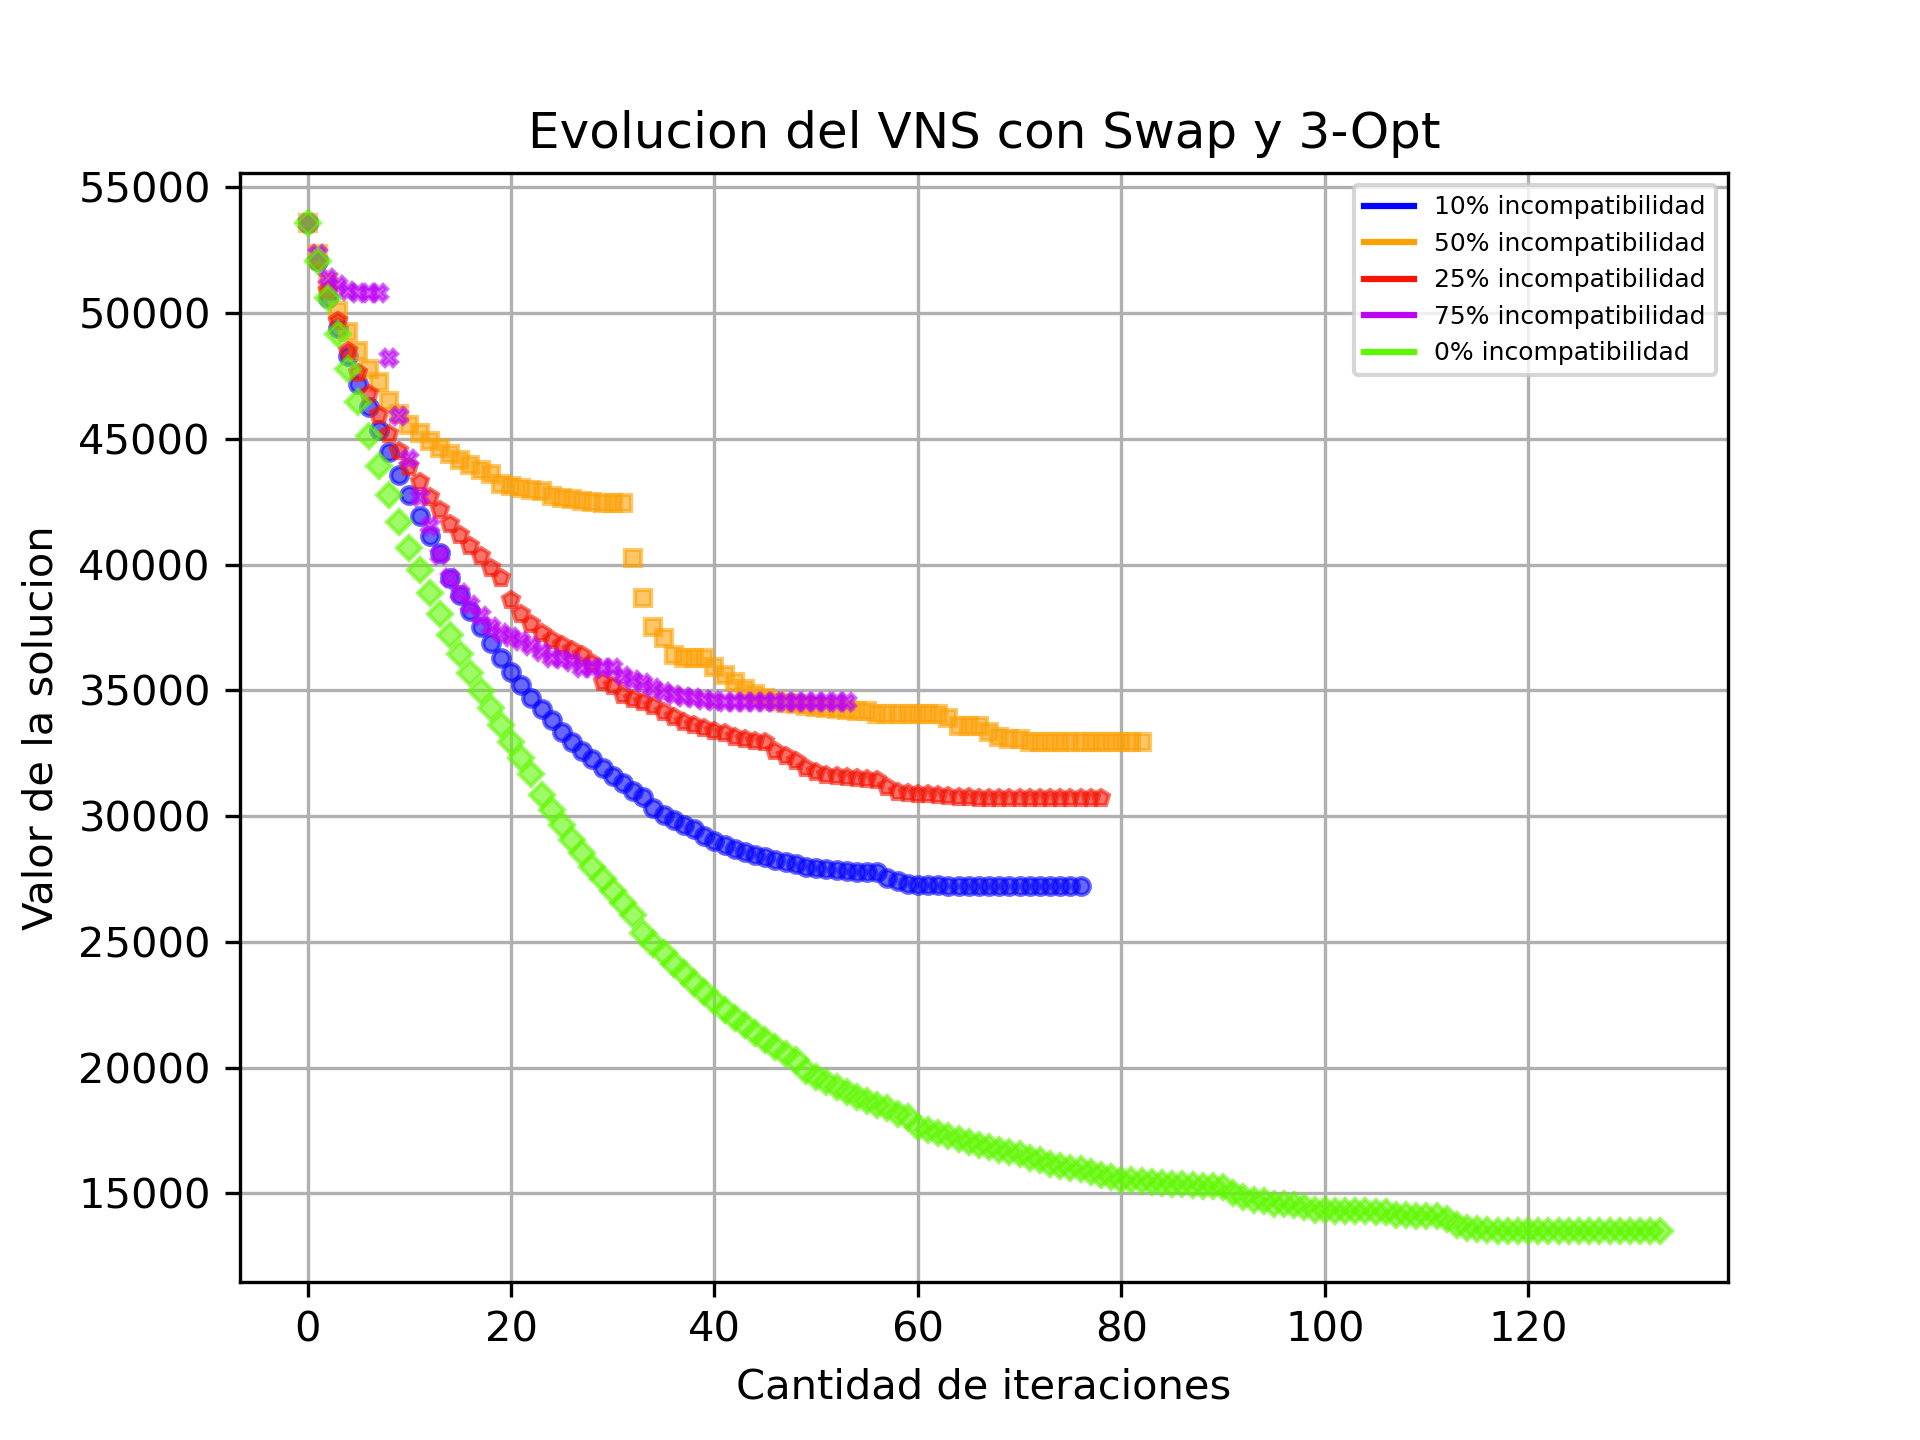 Evolucion del VNS con Swap y 3-Opt
55000
50000
45000
40000
35000
30000
25000
20000
15000
Valor de la solucion
10% incompatibilidad
50% incompatibilidad
25% incompatibilidad
75% incompatibilidad
0% incompatibilidad
0 20 40 60 80 100 120
Cantidad de iteraciones